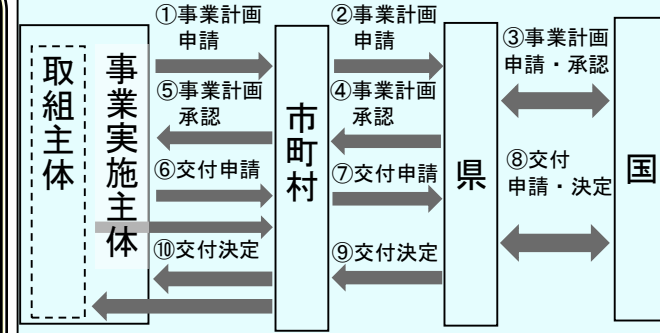 ①事業計画
申請
②事業計画
申請
③事業計画
申請・承認
取組主体
事業実施主体
⑤事業計画
承認
市町村
④事業計画
承認
県
国
⑥交付申請
⑦交付申請
⑧交付
申請・決定
⑩交付決定
⑨交付決定